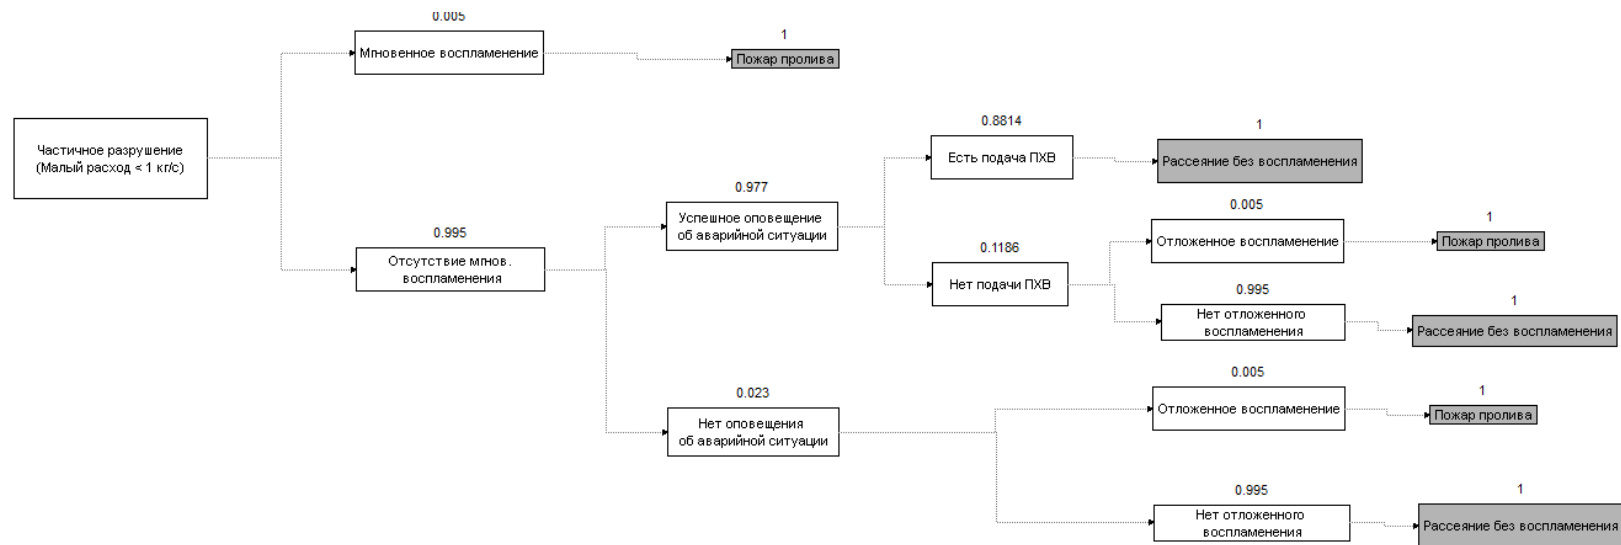 0.005
Мгновенное воспламенение
1
Пожар пролива
Частичное разрушение
(Малый расход < 1 кг/с)
0.995
Отсутствие мгнов.
воспламенения
0.977
Успешное оповещение
об аварийной ситуации
0.8814
Есть подача ПХВ
1
Рассеяние без воспламенения
0.1186
Нет подачи ПХВ
0.005
Отложенное воспламенение
1
Пожар пролива
0.995
Нет отложенного
воспламенения
1
Рассеяние без воспламенения
0.023
Нет оповещения
об аварийной ситуации
0.005
Отложенное воспламенение
1
Пожар пролива
0.995
Нет отложенного
воспламенения
1
Рассеяние без воспламенения